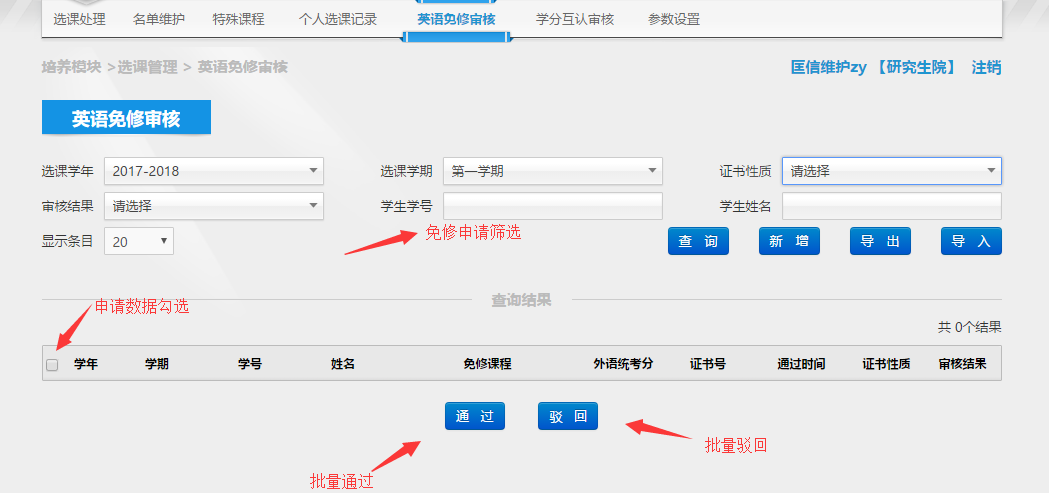 选课处理 名单维护 特殊课程 个人选课记录 英语免修审核 学分互认审核 参数设置
培养模块 >选课管理 > 英语免修审核 匡信维护zy 【研究生院】 注销
英语免修审核
选课学年 2017-2018 选课学期 第一学期 证书性质 请选择
审核结果 请选择 学生学号 学生姓名
显示条目 20 免修申请筛选 查 询 新 增 导 出 导 入
查询结果
申请数据勾选
共 0个结果
学年 学期 学号 姓名 免修课程 外语统考分 证书号 通过时间 证书性质 审核结果
通 过 驳 回
批量驳回
批量通过